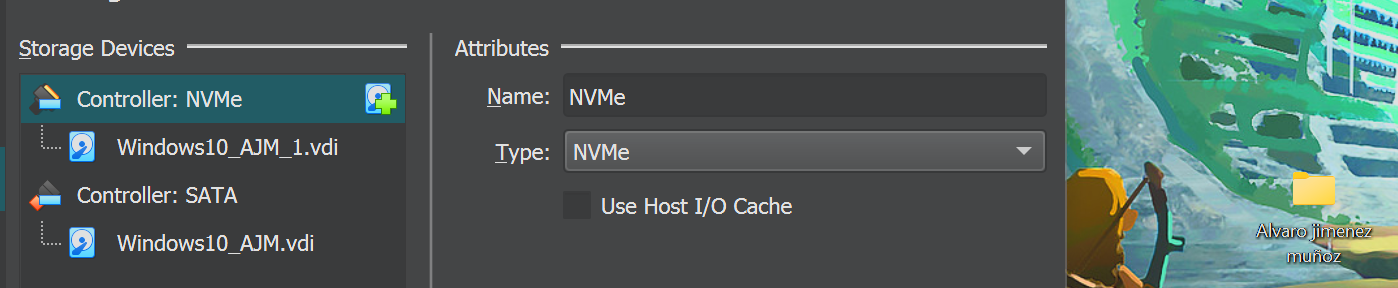 Storage Devices
Controller: NVMe
Windows10_AJM_1.vdi
Controller: SATA
Windows10_AJM.vdi
Attributes
Name: NVMe
Type: NVMe
Use Host I/O Cache
Alvaro jimenez
muñoz